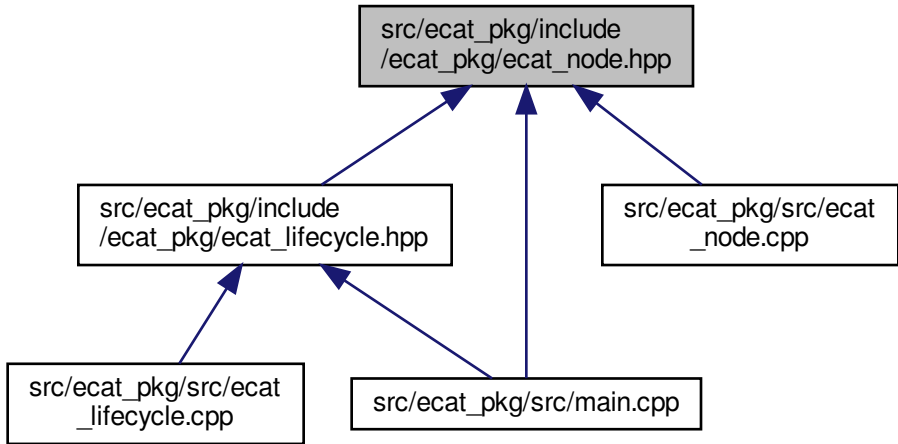 src/ecat_pkg/include
/ecat_pkg/ecat_node.hpp
src/ecat_pkg/include
/ecat_pkg/ecat_lifecycle.hpp
src/ecat_pkg/src/ecat
_node.cpp
src/ecat_pkg/src/ecat
_lifecycle.cpp
src/ecat_pkg/src/main.cpp